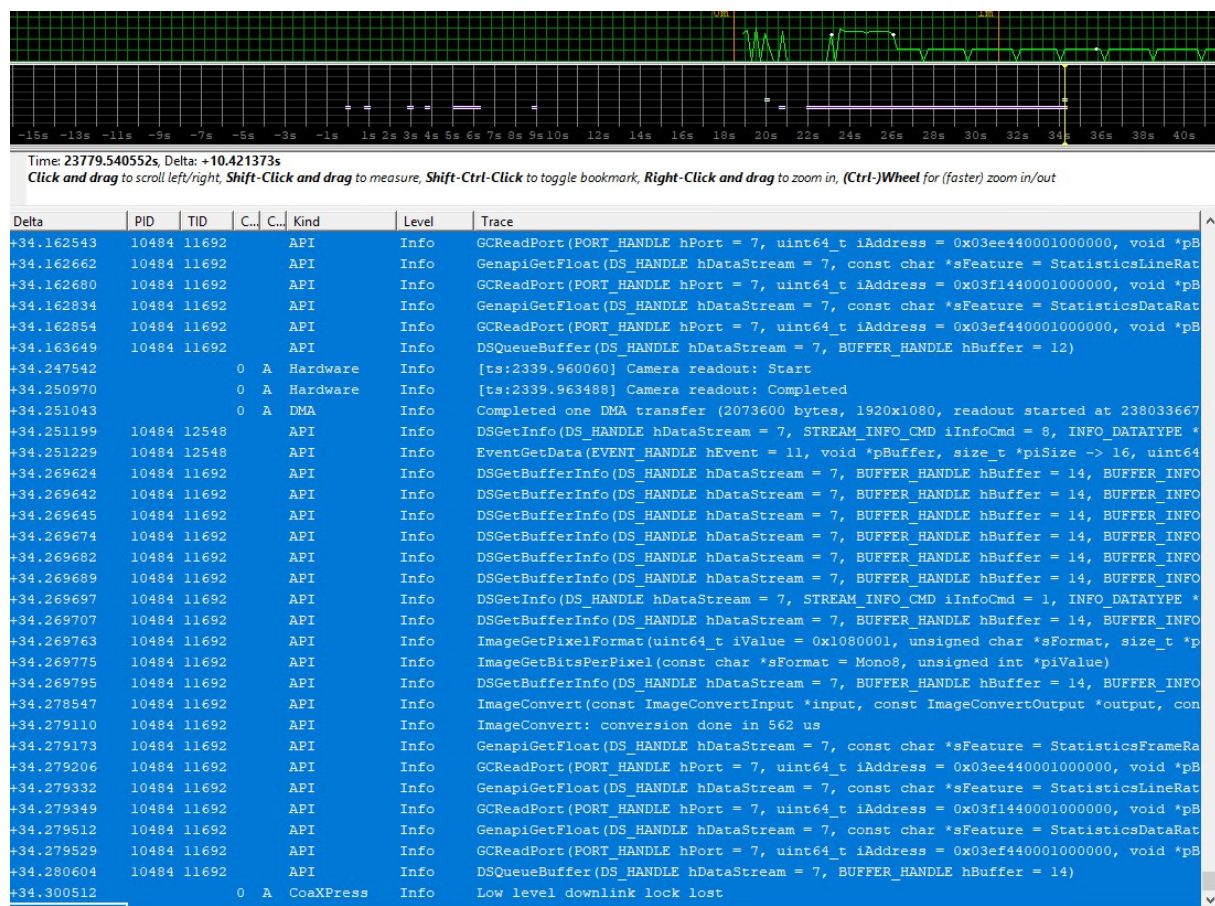 0m 1m
-15s -13s -11s -9s -7s -5s -3s -1s 1s 2s 3s 4s 5s 6s 7s 8s 9s 10s 12s 14s 16s 18s 20s 22s 24s 26s 28s 30s 32s 34s 36s 38s 40s
Time: 23779.540552s, Delta: +10.421373s
Click and drag to scroll left/right, Shift-Click and drag to measure, Shift-Ctrl-Click to toggle bookmark, Right-Click and drag to zoom in, (Ctrl-)Wheel for (faster) zoom in/out
Delta PID TID C... C... Kind Level Trace
+34.162543 10484 11692 API Info GCReadPort(PORT_HANDLE hPort = 7, uint64_t iAddress = 0x03ee440001000000, void *pB
+34.162662 10484 11692 API Info GenapiGetFloat(DS_HANDLE hDataStream = 7, const char *sFeature = StatisticsLineRat
+34.162680 10484 11692 API Info GCReadPort(PORT_HANDLE hPort = 7, uint64_t iAddress = 0x03f1440001000000, void *pB
+34.162834 10484 11692 API Info GenapiGetFloat(DS_HANDLE hDataStream = 7, const char *sFeature = StatisticsDataRat
+34.162854 10484 11692 API Info GCReadPort(PORT_HANDLE hPort = 7, uint64_t iAddress = 0x03ef440001000000, void *pB
+34.163649 10484 11692 API Info DSQueueBuffer(DS_HANDLE hDataStream = 7, BUFFER_HANDLE hBuffer = 12)
+34.247542 0 A Hardware Info [ts:2339.960060] Camera readout: Start
+34.250970 0 A Hardware Info [ts:2339.963488] Camera readout: Completed
+34.251043 0 A DMA Info Completed one DMA transfer (2073600 bytes, 1920x1080, readout started at 238033667
+34.251199 10484 12548 API Info DSGetInfo(DS_HANDLE hDataStream = 7, STREAM_INFO_CMD iInfoCmd = 8, INFO_DATATYPE *
+34.251229 10484 12548 API Info EventGetData(EVENT_HANDLE hEvent = 11, void *pBuffer, size_t *piSize -> 16, uint64
+34.269624 10484 11692 API Info DSGetBufferInfo(DS_HANDLE hDataStream = 7, BUFFER_HANDLE hBuffer = 14, BUFFER_INFO
+34.269642 10484 11692 API Info DSGetBufferInfo(DS_HANDLE hDataStream = 7, BUFFER_HANDLE hBuffer = 14, BUFFER_INFO
+34.269645 10484 11692 API Info DSGetBufferInfo(DS_HANDLE hDataStream = 7, BUFFER_HANDLE hBuffer = 14, BUFFER_INFO
+34.269674 10484 11692 API Info DSGetBufferInfo(DS_HANDLE hDataStream = 7, BUFFER_HANDLE hBuffer = 14, BUFFER_INFO
+34.269682 10484 11692 API Info DSGetBufferInfo(DS_HANDLE hDataStream = 7, BUFFER_HANDLE hBuffer = 14, BUFFER_INFO
+34.269689 10484 11692 API Info DSGetBufferInfo(DS_HANDLE hDataStream = 7, BUFFER_HANDLE hBuffer = 14, BUFFER_INFO
+34.269697 10484 11692 API Info DSGetInfo(DS_HANDLE hDataStream = 7, STREAM_INFO_CMD iInfoCmd = 1, INFO_DATATYPE *
+34.269707 10484 11692 API Info DSGetBufferInfo(DS_HANDLE hDataStream = 7, BUFFER_HANDLE hBuffer = 14, BUFFER_INFO
+34.269763 10484 11692 API Info ImageGetPixelFormat(uint64_t iValue = 0x1080001, unsigned char *sFormat, size_t *p
+34.269775 10484 11692 API Info ImageGetBitsPerPixel(const char *sFormat = Mono8, unsigned int *piValue)
+34.269795 10484 11692 API Info DSGetBufferInfo(DS_HANDLE hDataStream = 7, BUFFER_HANDLE hBuffer = 14, BUFFER_INFO
+34.278547 10484 11692 API Info ImageConvert(const ImageConvertInput *input, const ImageConvertOutput *output, con
+34.279110 10484 11692 API Info ImageConvert: conversion done in 562 us
+34.279173 10484 11692 API Info GenapiGetFloat(DS_HANDLE hDataStream = 7, const char *sFeature = StatisticsFrameRa
+34.279206 10484 11692 API Info GCReadPort(PORT_HANDLE hPort = 7, uint64_t iAddress = 0x03ee440001000000, void *pB
+34.279332 10484 11692 API Info GenapiGetFloat(DS_HANDLE hDataStream = 7, const char *sFeature = StatisticsLineRat
+34.279349 10484 11692 API Info GCReadPort(PORT_HANDLE hPort = 7, uint64_t iAddress = 0x03f1440001000000, void *pB
+34.279512 10484 11692 API Info GenapiGetFloat(DS_HANDLE hDataStream = 7, const char *sFeature = StatisticsDataRat
+34.279529 10484 11692 API Info GCReadPort(PORT_HANDLE hPort = 7, uint64_t iAddress = 0x03ef440001000000, void *pB
+34.280604 10484 11692 API Info DSQueueBuffer(DS_HANDLE hDataStream = 7, BUFFER_HANDLE hBuffer = 14)
+34.300512 0 A CoaXPress Info Low level downlink lock lost